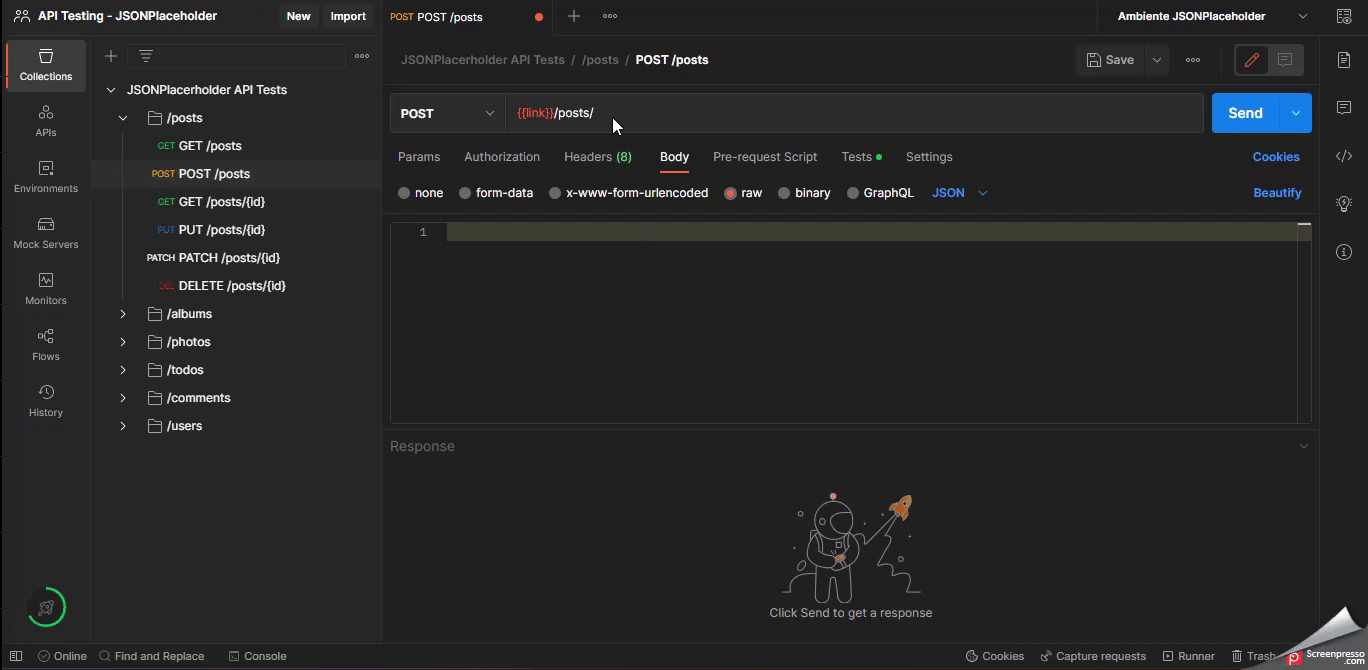 API Testing - JSONPlaceholder
New
Import
POST POST /posts
Ambiente JSONPlaceholder
Collections
APIs
Environments
Mock Servers
Monitors
Flows
History
JSONPlacerholder API Tests
/posts
GET GET /posts
POST POST /posts
GET GET /posts/{id}
PUT PUT /posts/{id}
PATCH PATCH /posts/{id}
DEL DELETE /posts/{id}
/albums
/photos
/todos
/comments
/users
JSONPlacerholder API Tests / /posts / POST /posts
Save
POST
{{link}}/posts/
Send
Params
Authorization
Headers (8)
Body
Pre-request Script
Tests
Settings
Cookies
none
form-data
x-www-form-urlencoded
raw
binary
GraphQL
JSON
Beautify
1
Response
Click Send to get a response
Online
Find and Replace
Console
Cookies
Capture requests
Runner
Trash
Screenpresso
.com